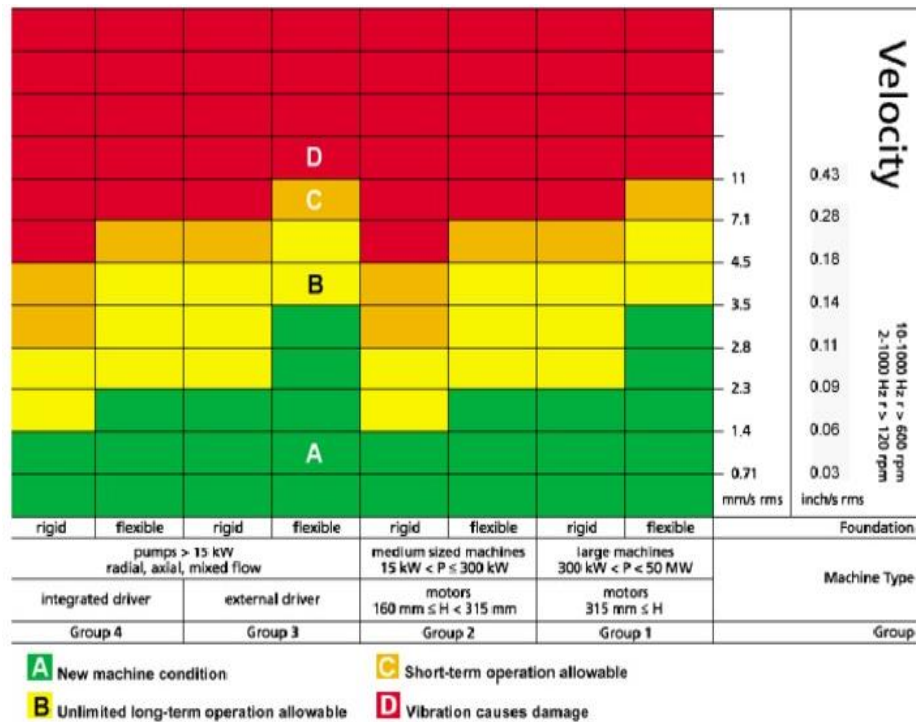 Velocity
10-1000 Hz r > 600 rpm
2-1000 Hz r > 120 rpm
D
11 0.43
C
7.1 0.28
4.5 0.18
B
3.5 0.14
2.8 0.11
2.3 0.09
1.4 0.06
A
0.71 0.03
mm/s rms inch/s rms
rigid flexible rigid flexible rigid flexible rigid flexible Foundation
pumps > 15 kW
radial, axial, mixed flow
medium sized machines
15 kW < P ≤ 300 kW
large machines
300 kW < P < 50 MW
Machine Type
integrated driver external driver
motors
160 mm ≤ H < 315 mm
motors
315 mm ≤ H
Group 4 Group 3 Group 2 Group 1 Group
A New machine condition
C Short-term operation allowable
B Unlimited long-term operation allowable
D Vibration causes damage